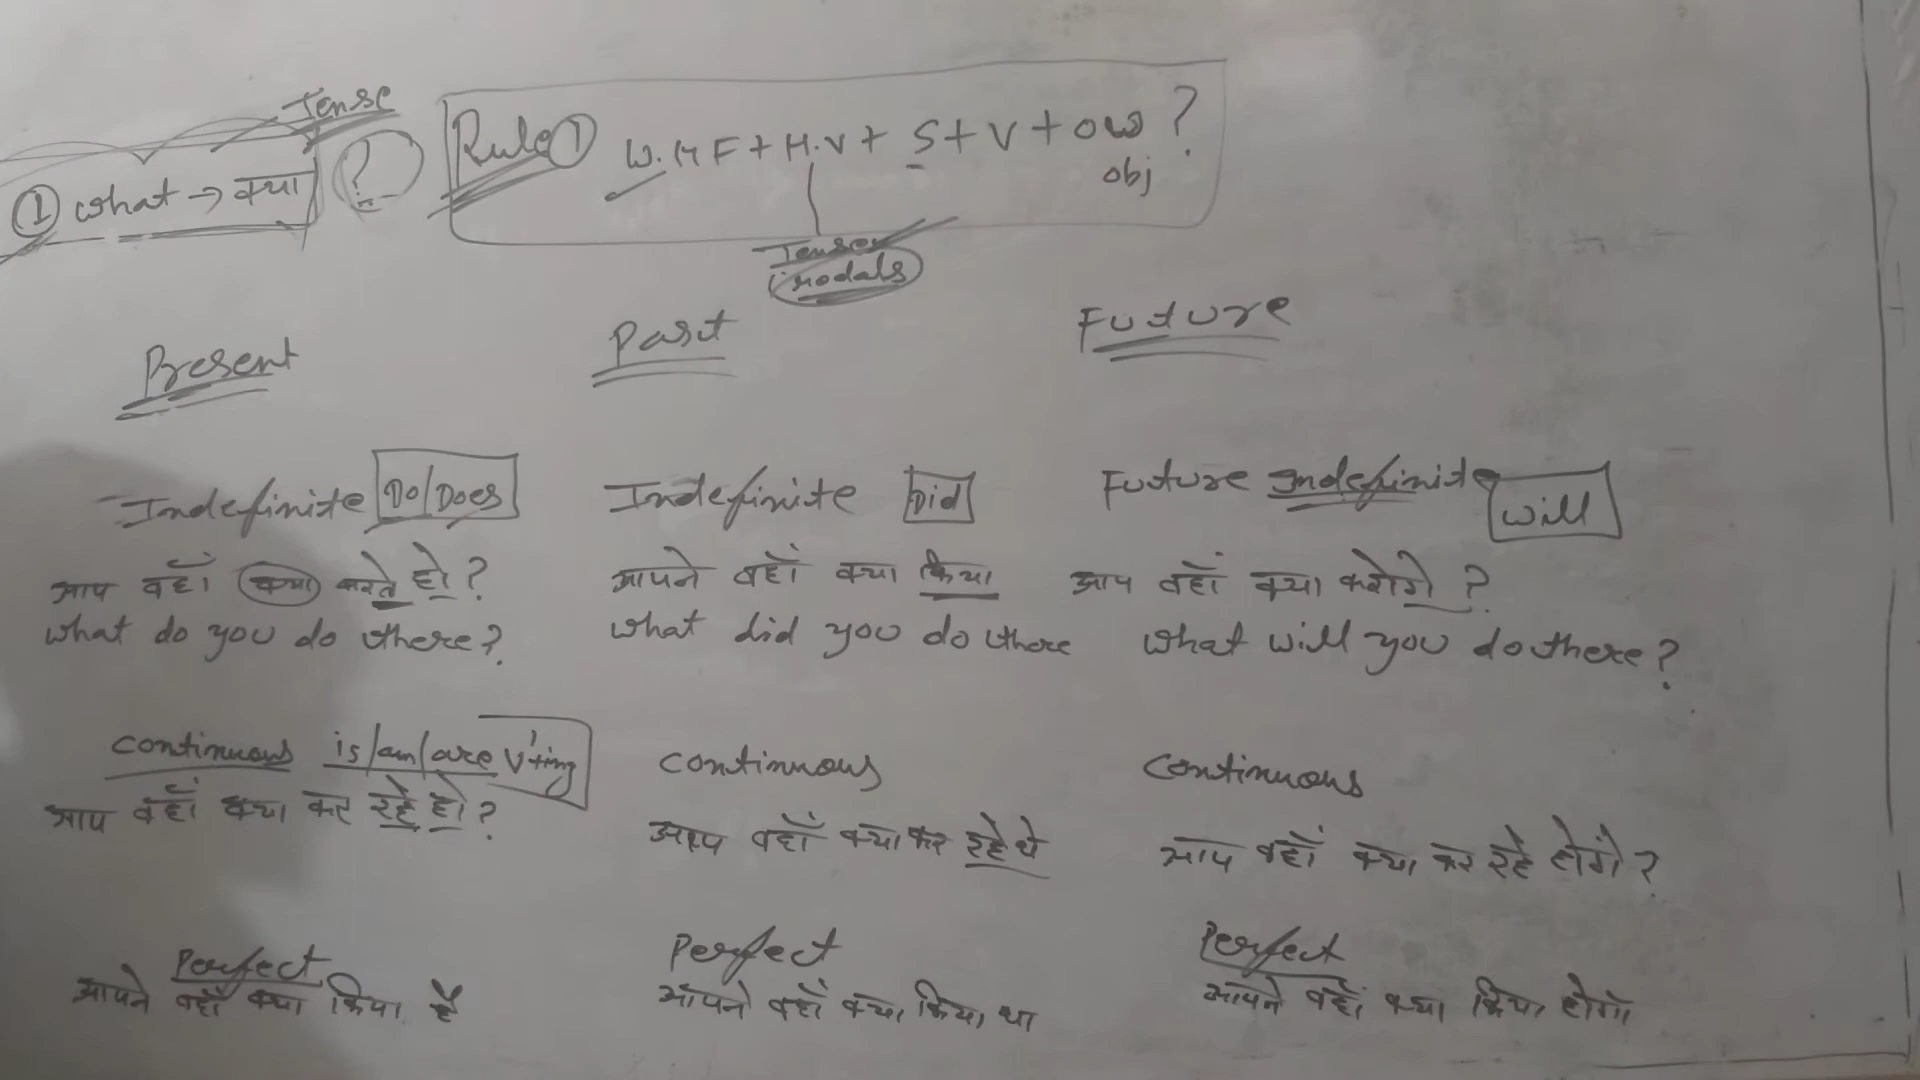 Tense
① what → क्या ?
Rule ① W.H F + H.V + S + V + OW ?
obj
Tense
modals
Present
Past
Future
Indefinite Do/Does
Indefinite Did
Future Indefinite will
आप वहाँ क्या करते हो ?
आपने वहाँ क्या किया
आप वहाँ क्या करोगे ?
what do you do there ?
what did you do there
what will you do there ?
continuous is/am/are V'+ing
continuous
continuous
आप वहाँ क्या कर रहे हो ?
आप वहाँ क्या कर रहे थे
आप वहाँ क्या कर रहे होंगे ?
Perfect
Perfect
Perfect
आपने वहाँ क्या किया है
आपने वहाँ क्या किया था
आपने वहाँ क्या किया होगा